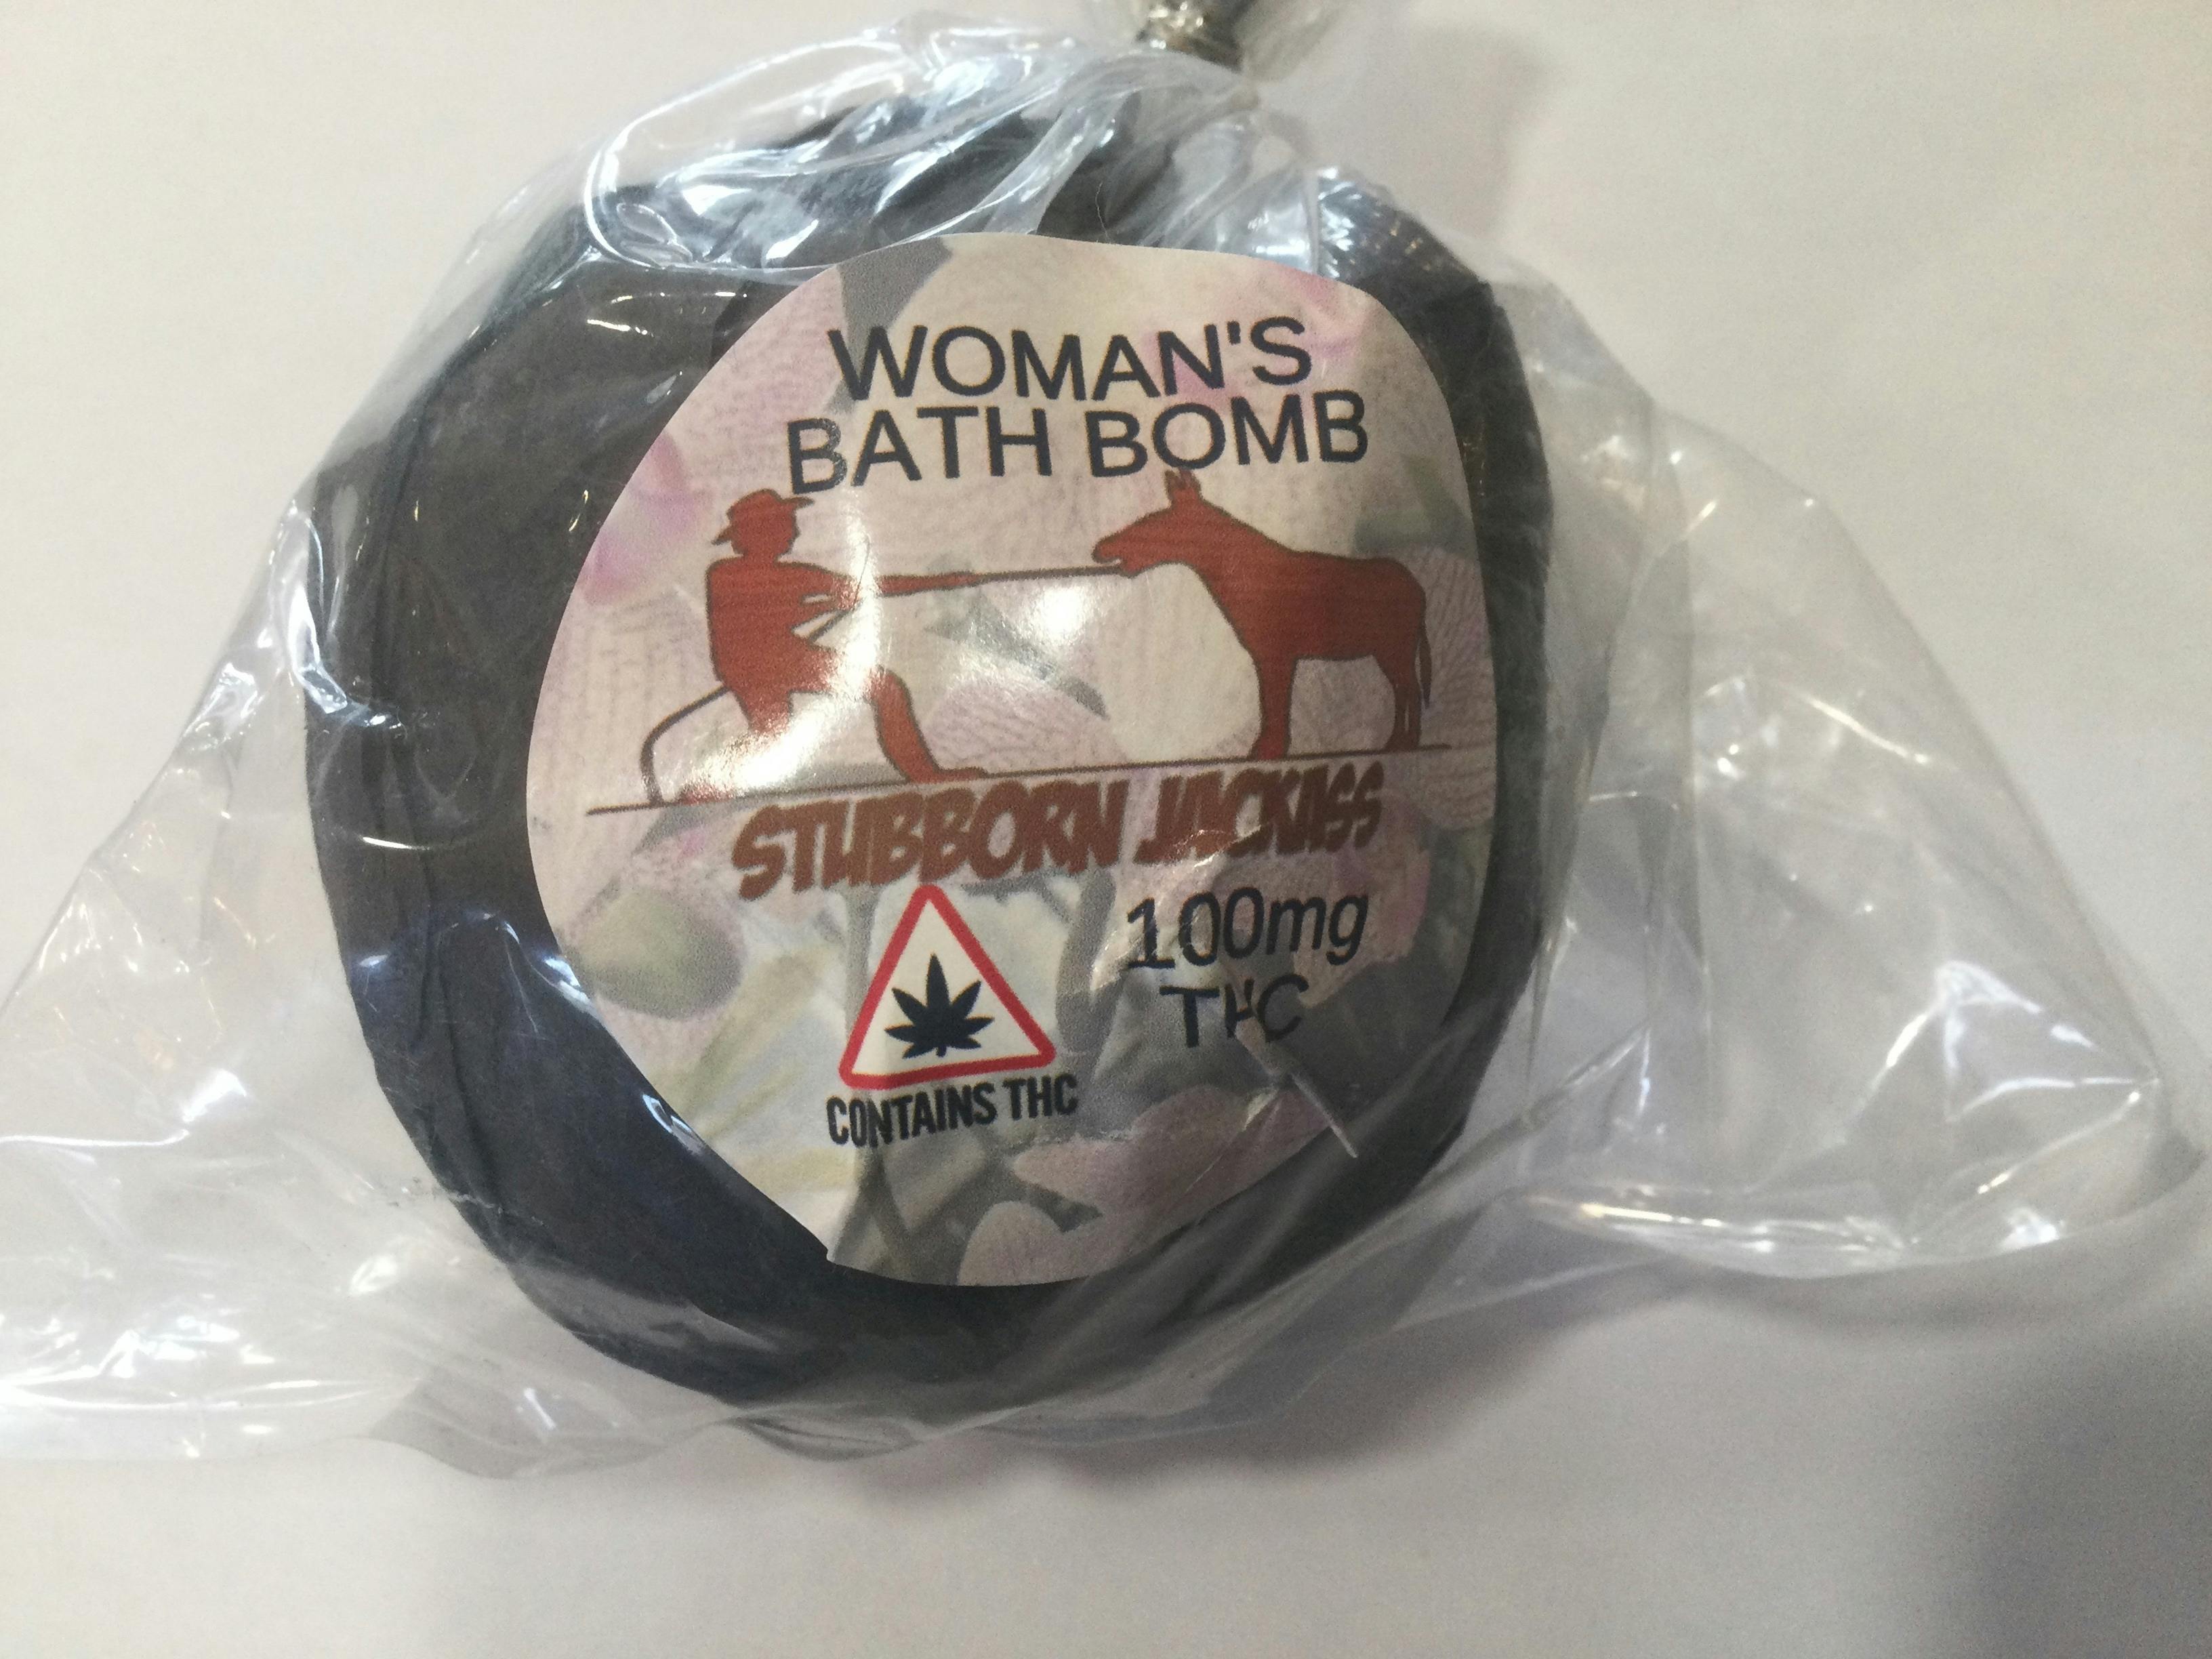 WOMAN'S
BATH BOMB
STUBBORN JACKASS
100mg
THC
CONTAINS THC